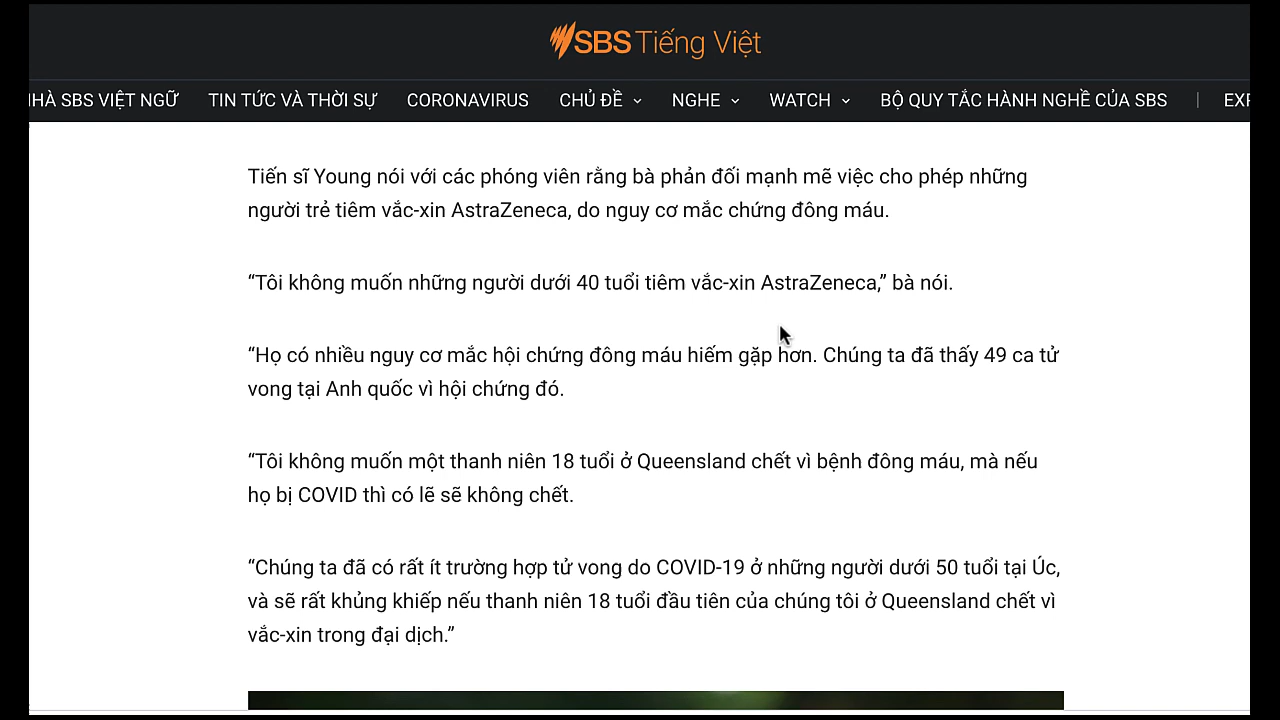 SBS Tiếng Việt
NHÀ SBS VIỆT NGỮ TIN TỨC VÀ THỜI SỰ CORONAVIRUS CHỦ ĐỀ NGHE WATCH BỘ QUY TẮC HÀNH NGHỀ CỦA SBS |
Tiến sĩ Young nói với các phóng viên rằng bà phản đối mạnh mẽ việc cho phép những
người trẻ tiêm vắc-xin AstraZeneca, do nguy cơ mắc chứng đông máu.
“Tôi không muốn những người dưới 40 tuổi tiêm vắc-xin AstraZeneca,” bà nói.
“Họ có nhiều nguy cơ mắc hội chứng đông máu hiếm gặp hơn. Chúng ta đã thấy 49 ca tử
vong tại Anh quốc vì hội chứng đó.
“Tôi không muốn một thanh niên 18 tuổi ở Queensland chết vì bệnh đông máu, mà nếu
họ bị COVID thì có lẽ sẽ không chết.
“Chúng ta đã có rất ít trường hợp tử vong do COVID-19 ở những người dưới 50 tuổi tại Úc,
và sẽ rất khủng khiếp nếu thanh niên 18 tuổi đầu tiên của chúng tôi ở Queensland chết vì
vắc-xin trong đại dịch.”